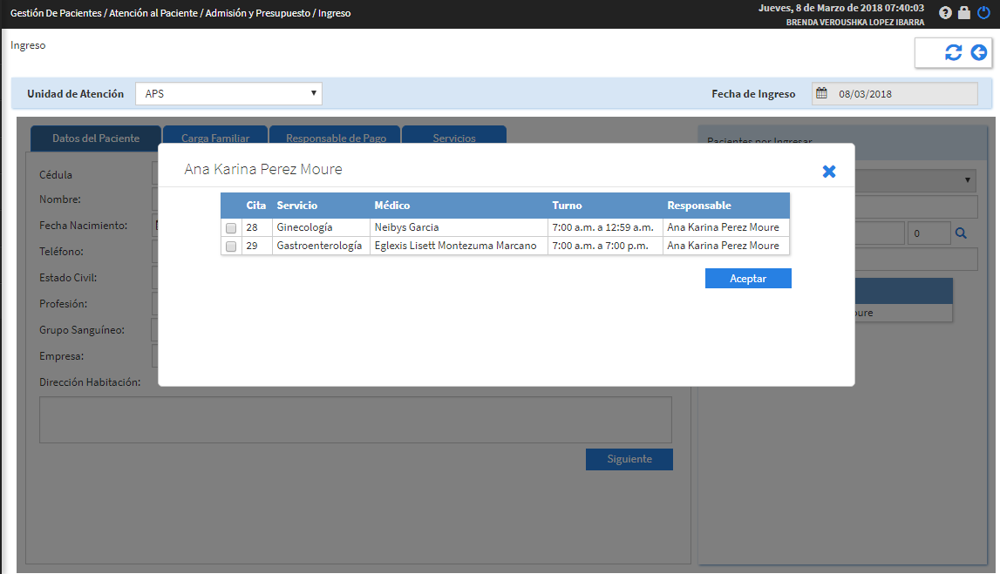 Gestión De Pacientes / Atención al Paciente / Admisión y Presupuesto / Ingreso
Jueves, 8 de Marzo de 2018 07:40:03
BRENDA VEROUSHKA LOPEZ IBARRA
Ingreso
Unidad de Atención APS Fecha de Ingreso 08/03/2018
Datos del Paciente Carga Familiar Responsable de Pago Servicios
Pacientes por Ingresar
Ana Karina Perez Moure
Cita Servicio Médico Turno Responsable
28 Ginecología Neibys Garcia 7:00 a.m. a 12:59 a.m. Ana Karina Perez Moure
29 Gastroenterología Eglexis Lisett Montezuma Marcano 7:00 a.m. a 7:00 p.m. Ana Karina Perez Moure
Aceptar
Cédula
Nombre:
Fecha Nacimiento:
Teléfono:
Estado Civil:
Profesión:
Grupo Sanguíneo:
Empresa:
Dirección Habitación:
Siguiente
0
oure